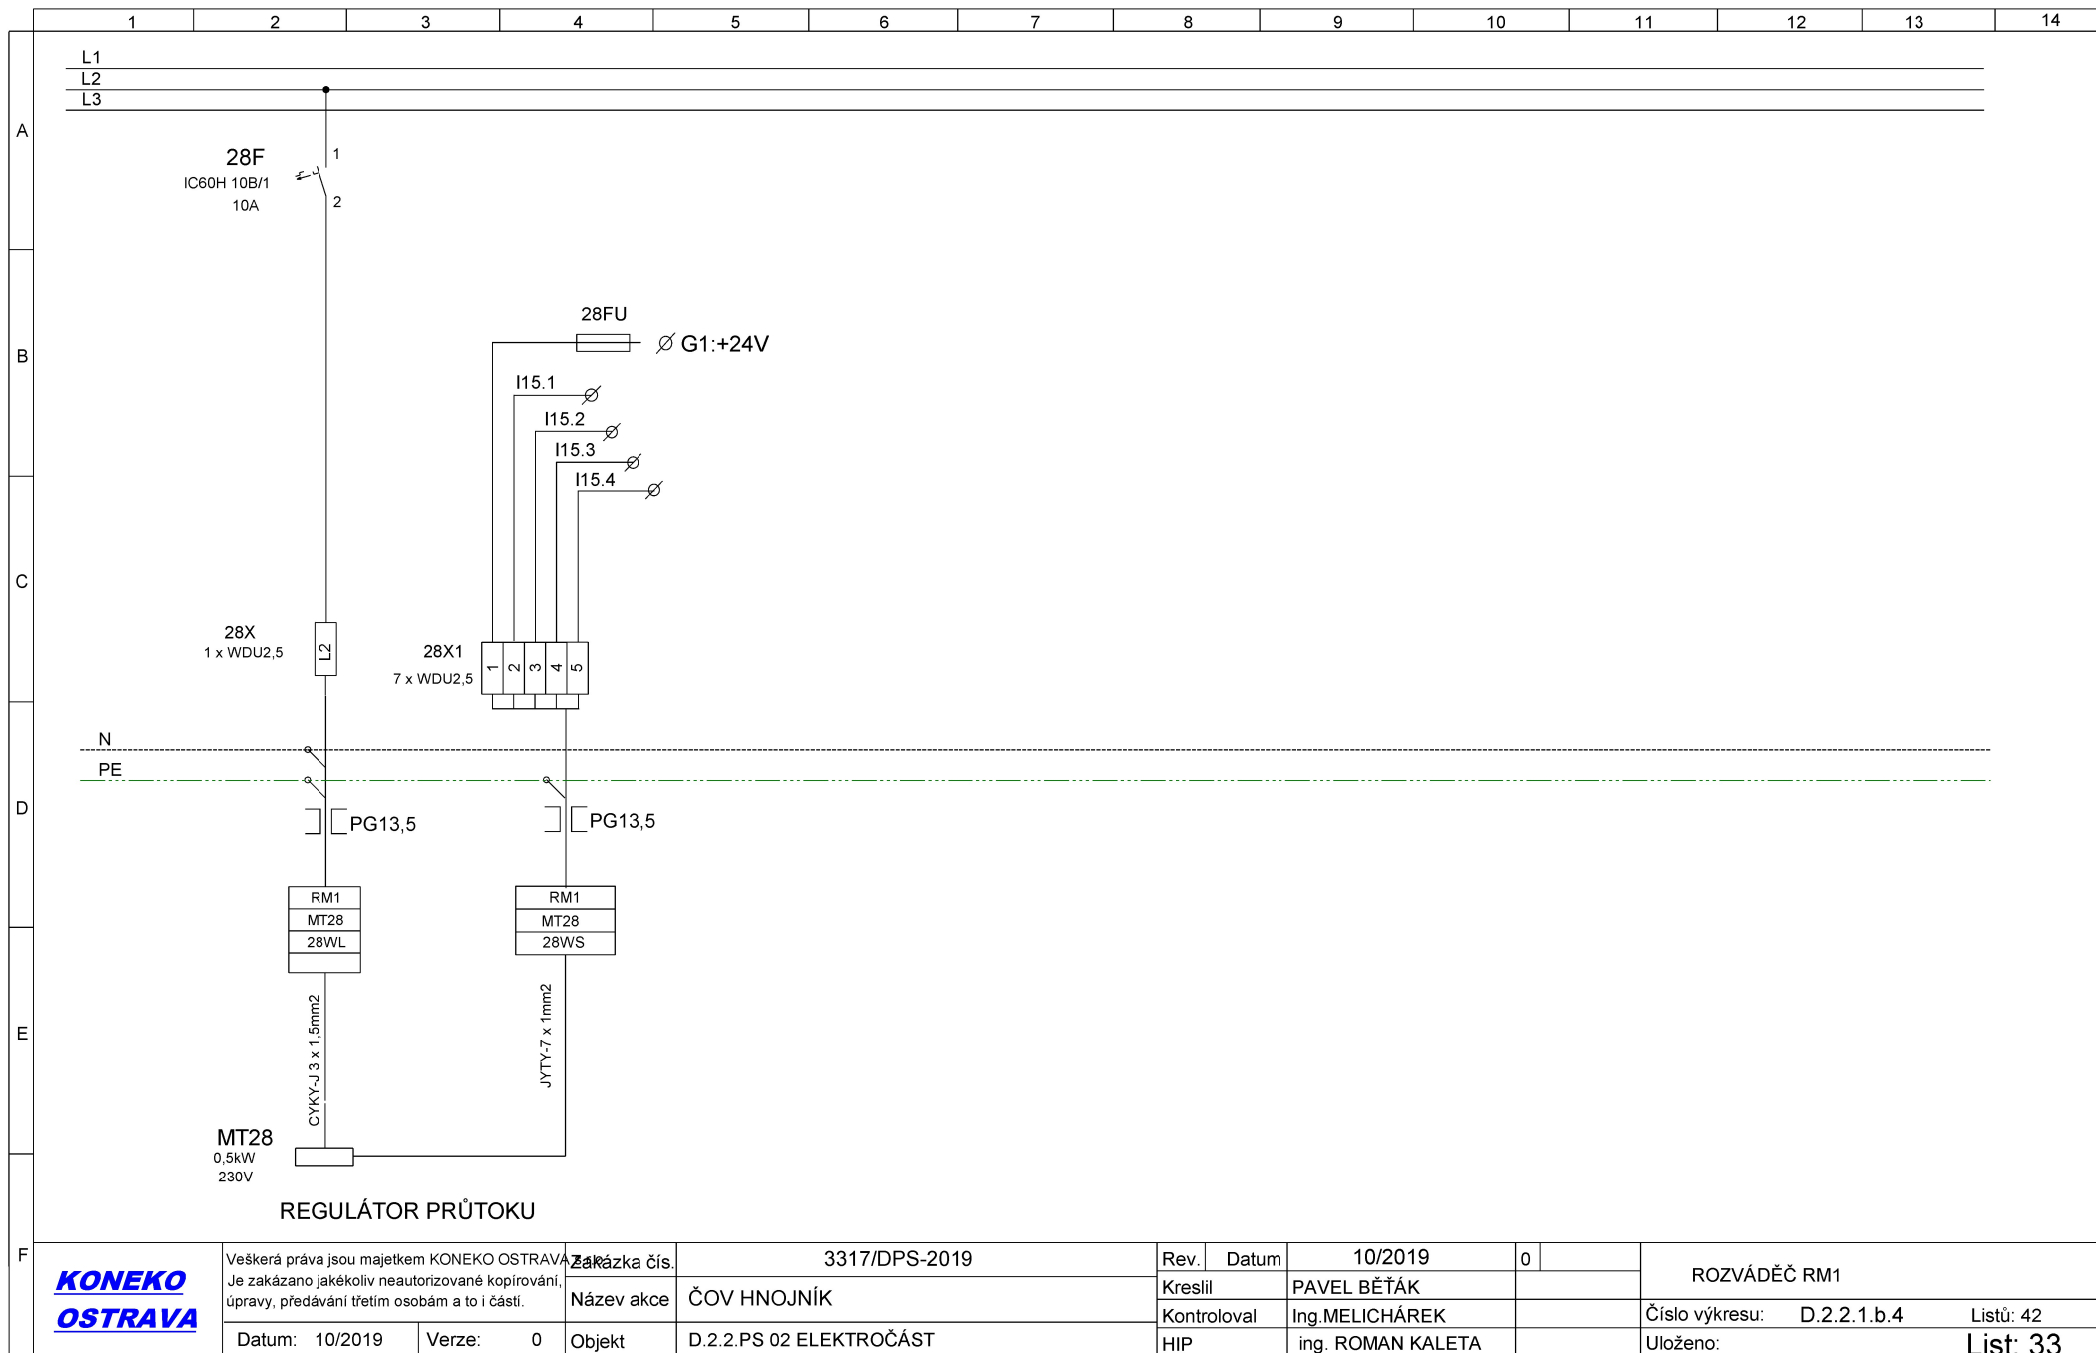 1 2 3 4 5 6 7 8 9 10 11 12 13 14
L1
L2
L3
A
28F
IC60H 10B/1
10A
1
2
28FU
B
G1:+24V
I15.1
I15.2
I15.3
I15.4
C
28X
1 x WDU2,5
L2
28X1
7 x WDU2,5
1 2 3 4 5
N
PE
D
PG13,5
PG13,5
RM1
MT28
28WL
RM1
MT28
28WS
E
CYKY-J 3 x 1,5mm2
JYTY-7 x 1mm2
MT28
0,5kW
230V
REGULÁTOR PRŮTOKU
F
KONEKO
OSTRAVA
Veškerá práva jsou majetkem KONEKO OSTRAVA
Je zakázano jakékoliv neautorizované kopírování,
úpravy, předávání třetím osobám a to i částí.
Datum: 10/2019 Verze: 0
Zakázka čís. 3317/DPS-2019
Název akce ČOV HNOJNÍK
Objekt D.2.2.PS 02 ELEKTROČÁST
Rev. Datum 10/2019 0
Kreslil PAVEL BĚŤÁK
Kontroloval Ing.MELICHÁREK
HIP ing. ROMAN KALETA
ROZVÁDĚČ RM1
Číslo výkresu: D.2.2.1.b.4 Listů: 42
Uloženo: List: 33